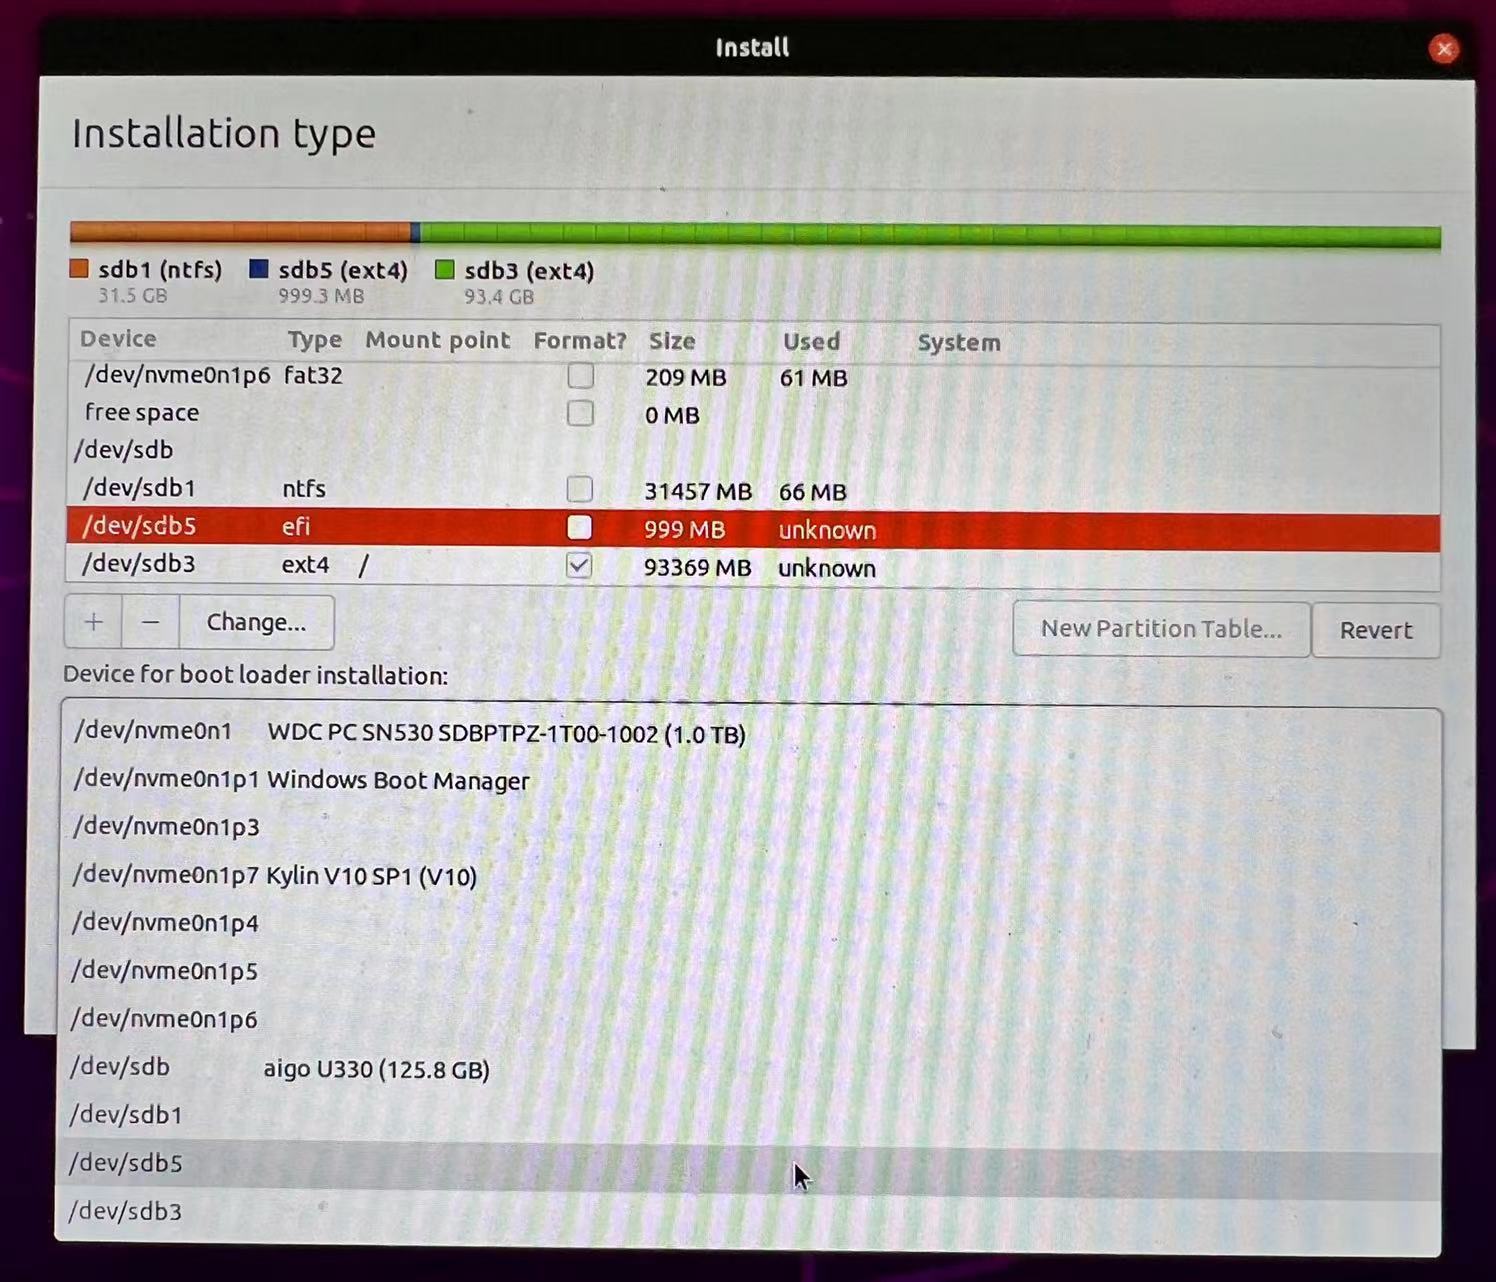 Install
Installation type
sdb1 (ntfs) sdb5 (ext4) sdb3 (ext4)
31.5 GB 999.3 MB 93.4 GB
Device Type Mount point Format? Size Used System
/dev/nvme0n1p6 fat32 209 MB 61 MB
free space 0 MB
/dev/sdb
/dev/sdb1 ntfs 31457 MB 66 MB
/dev/sdb5 efi 999 MB unknown
/dev/sdb3 ext4 / 93369 MB unknown
+ − Change... New Partition Table... Revert
Device for boot loader installation:
/dev/nvme0n1 WDC PC SN530 SDBPTPZ-1T00-1002 (1.0 TB)
/dev/nvme0n1p1 Windows Boot Manager
/dev/nvme0n1p3
/dev/nvme0n1p7 Kylin V10 SP1 (V10)
/dev/nvme0n1p4
/dev/nvme0n1p5
/dev/nvme0n1p6
/dev/sdb aigo U330 (125.8 GB)
/dev/sdb1
/dev/sdb5
/dev/sdb3